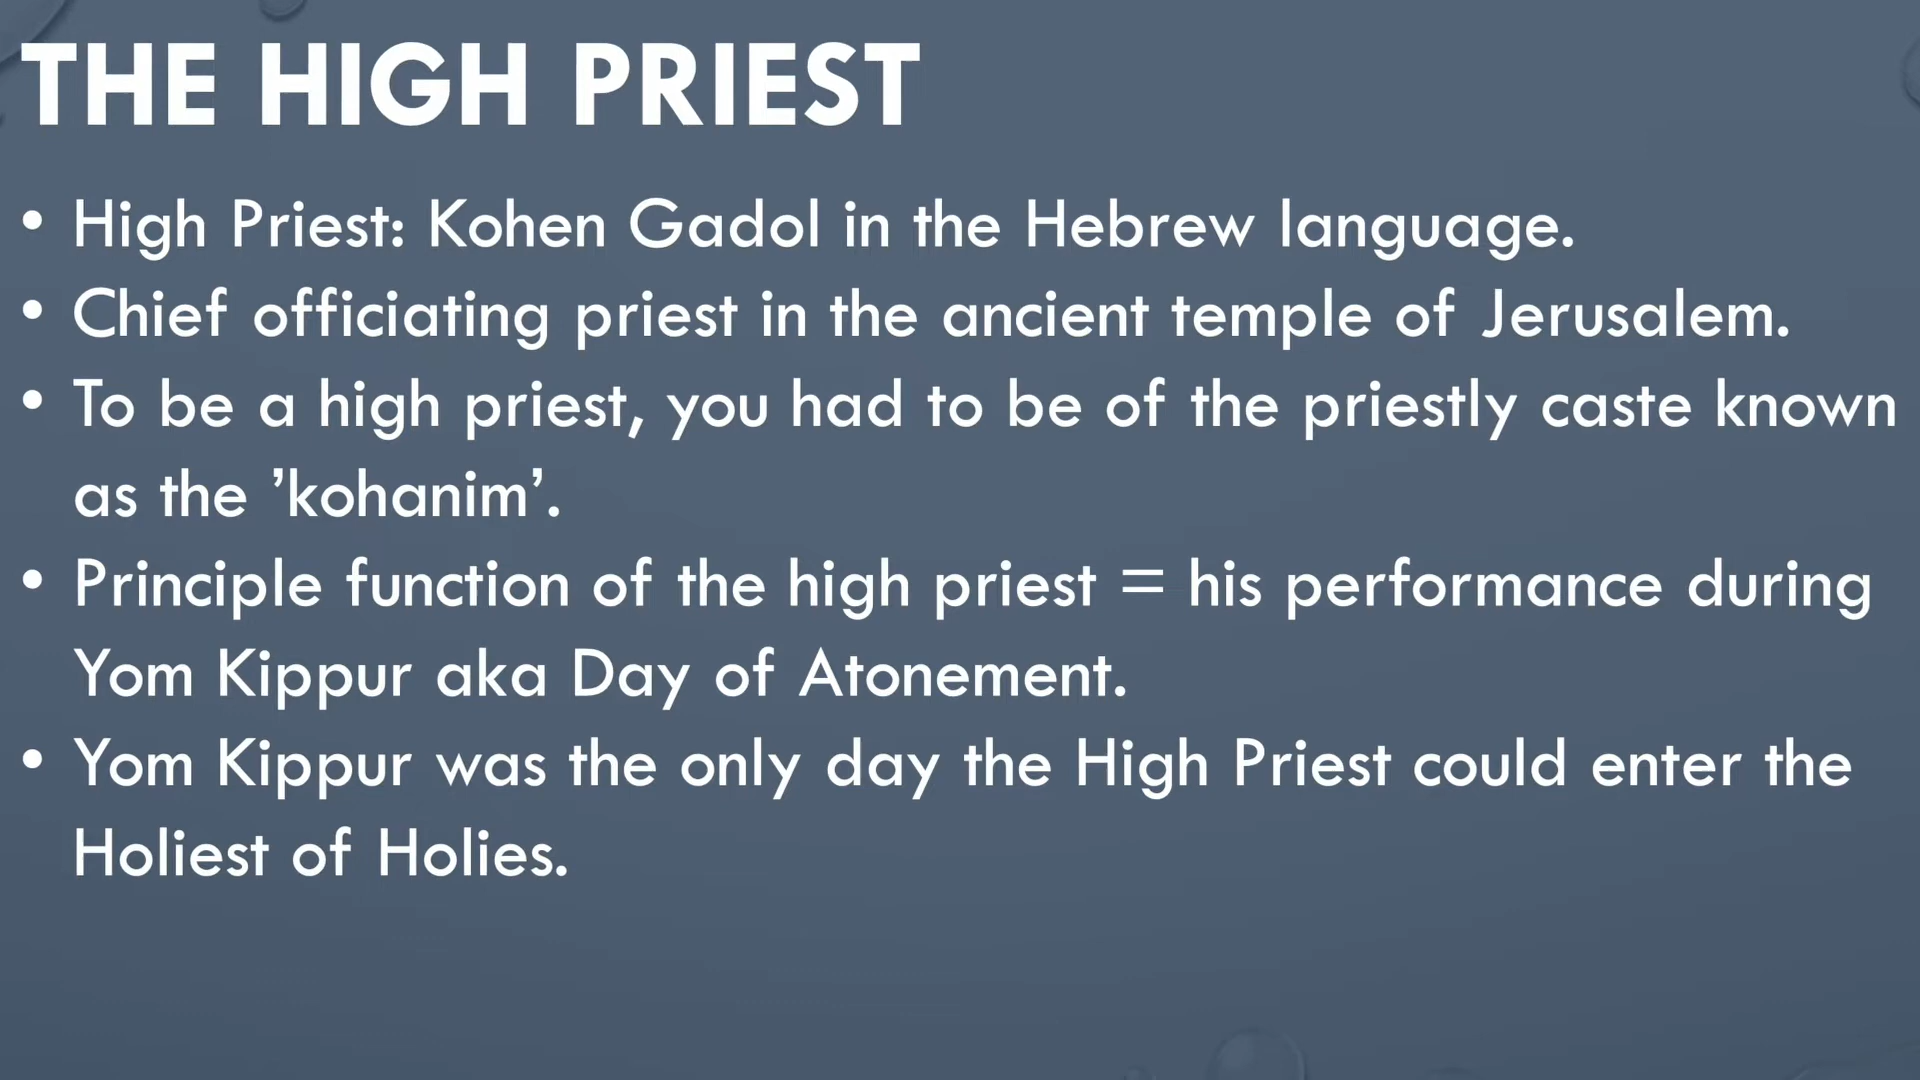 THE HIGH PRIEST
• High Priest: Kohen Gadol in the Hebrew language.
• Chief officiating priest in the ancient temple of Jerusalem.
• To be a high priest, you had to be of the priestly caste known
as the ’kohanim’.
• Principle function of the high priest = his performance during
Yom Kippur aka Day of Atonement.
• Yom Kippur was the only day the High Priest could enter the
Holiest of Holies.